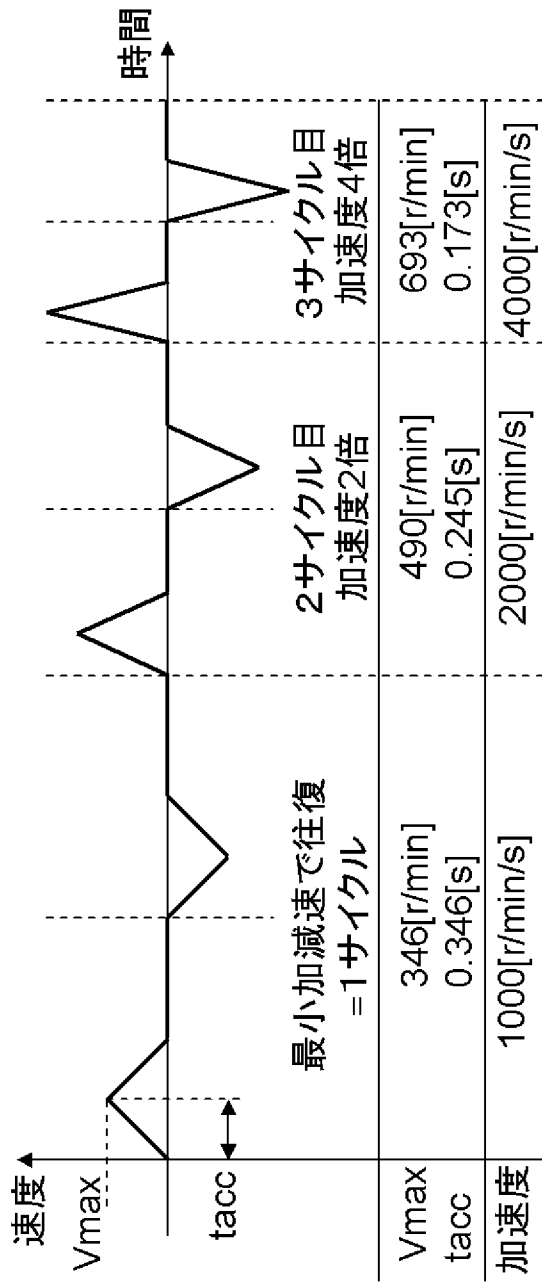 速度
Vmax
tacc
時間
最小加減速で往復
=1サイクル
2サイクル目
加速度2倍
3サイクル目
加速度4倍
Vmax 346[r/min] 490[r/min] 693[r/min]
tacc 0.346[s] 0.245[s] 0.173[s]
加速度 1000[r/min/s] 2000[r/min/s] 4000[r/min/s]